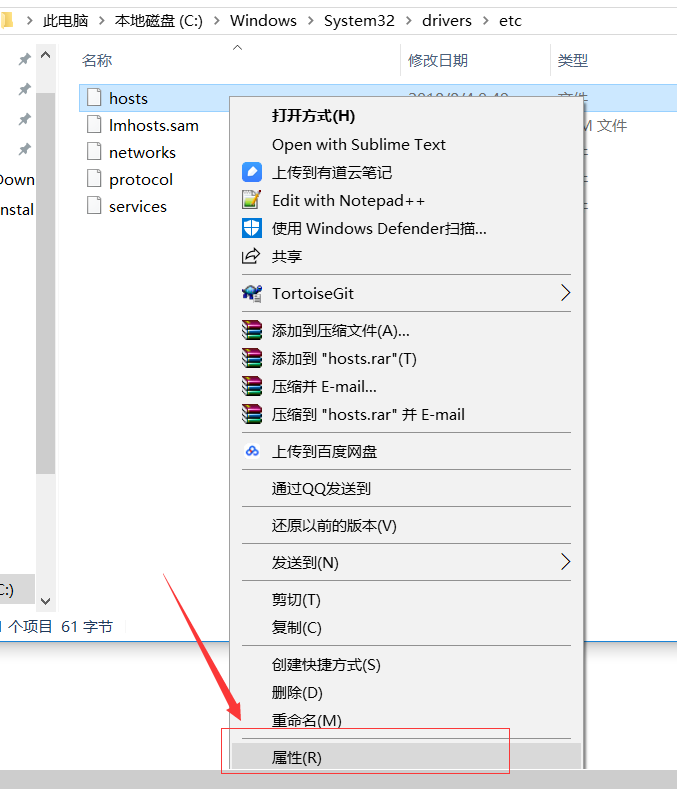 此电脑 > 本地磁盘 (C:) > Windows > System32 > drivers > etc
名称 修改日期 类型
hosts
lmhosts.sam M 文件
networks
protocol
services
Down
nstal
C:)
个项目 61 字节
打开方式(H)
Open with Sublime Text
上传到有道云笔记
Edit with Notepad++
使用 Windows Defender扫描...
共享
TortoiseGit
添加到压缩文件(A)...
添加到 "hosts.rar"(T)
压缩并 E-mail...
压缩到 "hosts.rar" 并 E-mail
上传到百度网盘
通过QQ发送到
还原以前的版本(V)
发送到(N)
剪切(T)
复制(C)
创建快捷方式(S)
删除(D)
重命名(M)
属性(R)